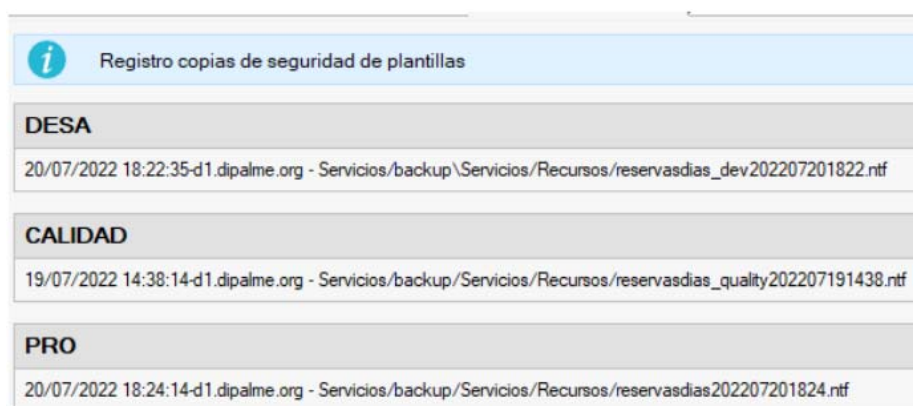 Registro copias de seguridad de plantillas
DESA
20/07/2022 18:22:35-d1.dipalme.org - Servicios/backup\Servicios/Recursos/reservasdias_dev202207201822.ntf
CALIDAD
19/07/2022 14:38:14-d1.dipalme.org - Servicios/backup/Servicios/Recursos/reservasdias_quality202207191438.ntf
PRO
20/07/2022 18:24:14-d1.dipalme.org - Servicios/backup/Servicios/Recursos/reservasdias202207201824.ntf